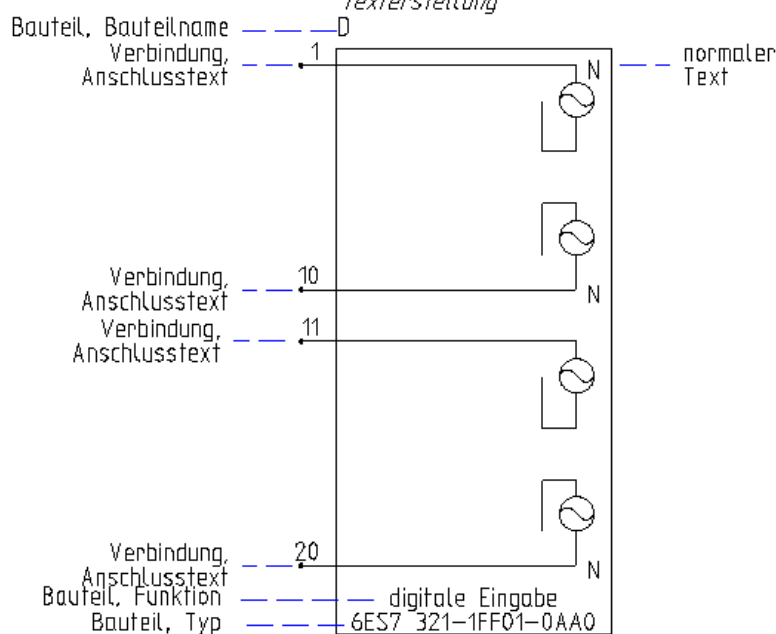 Texterstellung
Bauteil, Bauteilname D
Verbindung,
Anschlusstext
1
N
normaler
Text
Verbindung,
Anschlusstext
10
N
Verbindung,
Anschlusstext
11
Verbindung,
Anschlusstext
20
N
Bauteil, Funktion digitale Eingabe
Bauteil, Typ 6ES7 321-1FF01-0AA0